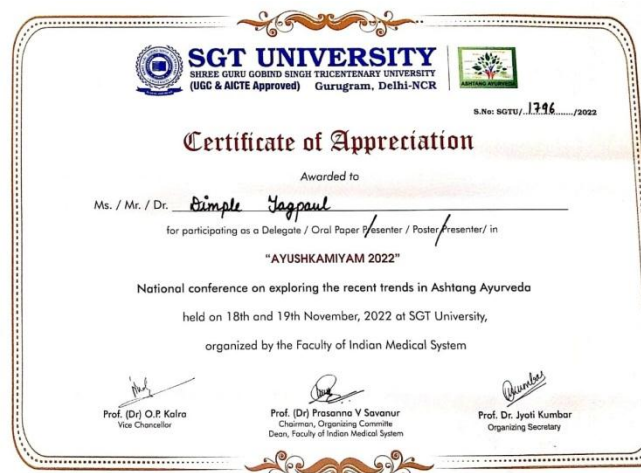 SGT UNIVERSITY
SHREE GURU GOBIND SINGH TRICENTENARY UNIVERSITY
(UGC & AICTE Approved) Gurugram, Delhi-NCR
ASHTANG AYURVEDA
S.No: SGTU/...1796....../2022
Certificate of Appreciation
Awarded to
Ms. / Mr. / Dr. Dimple Jagpaul
for participating as a Delegate / Oral Paper Presenter / Poster Presenter/ in
"AYUSHKAMIYAM 2022"
National conference on exploring the recent trends in Ashtang Ayurveda
held on 18th and 19th November, 2022 at SGT University,
organized by the Faculty of Indian Medical System
Prof. (Dr) O.P. Kalra
Vice Chancellor
Prof. (Dr) Prasanna V Savanur
Chairman, Organizing Committe
Dean, Faculty of Indian Medical System
Prof. Dr. Jyoti Kumbar
Organizing Secretary